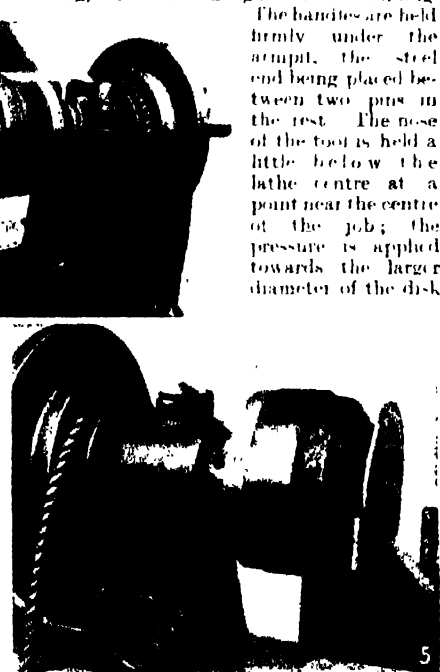 The handles are held
firmly under the
armpit, the steel
end being placed be-
tween two pins in
the rest The nose
of the tool is held a
little below the
lathe centre at a
point near the centre
of the job; the
pressure is applied
towards the larger
diameter of the disk
5